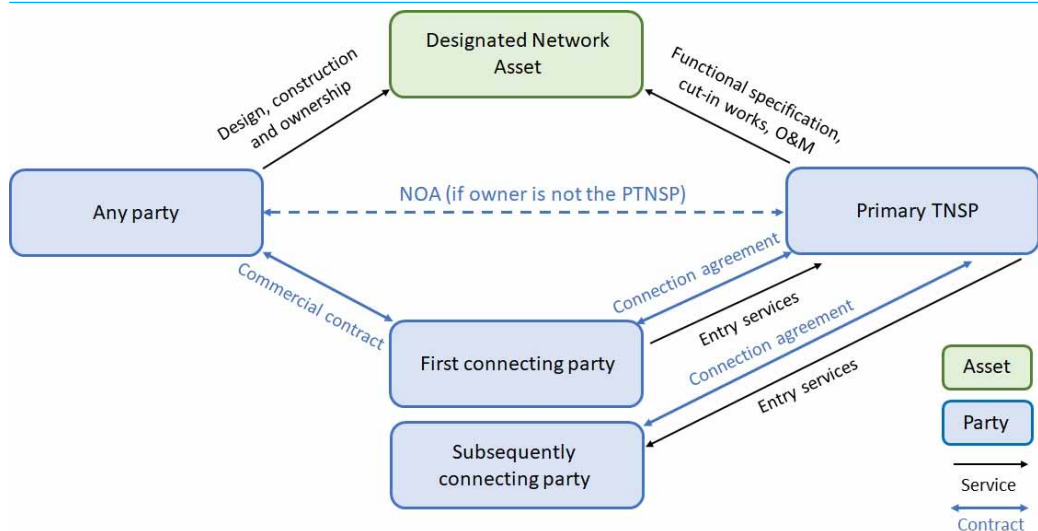 Designated Network
Asset
Design, construction
and ownership
Functional specification,
cut-in works, O&M
Any party
NOA (if owner is not the PTNSP)
Primary TNSP
Commercial contract
Connection agreement
Entry services
First connecting party
Connection agreement
Entry services
Subsequently
connecting party
Asset
Party
Service
Contract